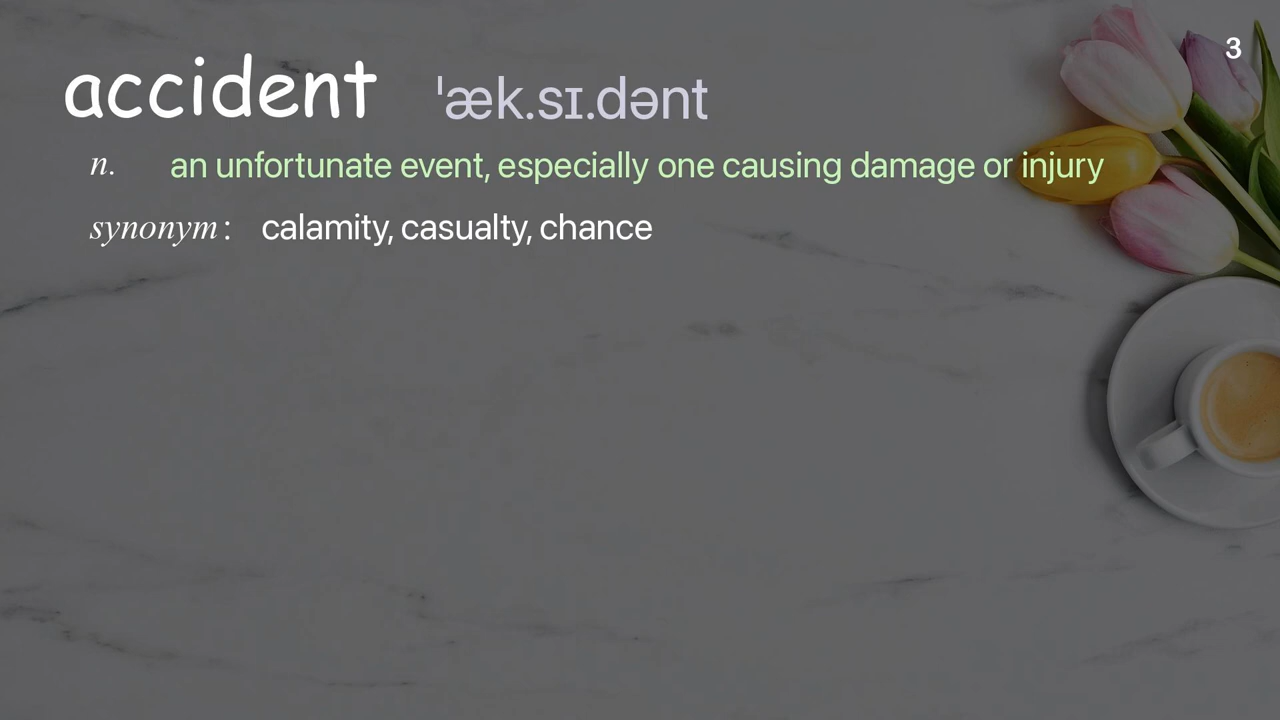 3
accident ˈæk.sɪ.dənt
n. an unfortunate event, especially one causing damage or injury
synonym: calamity, casualty, chance